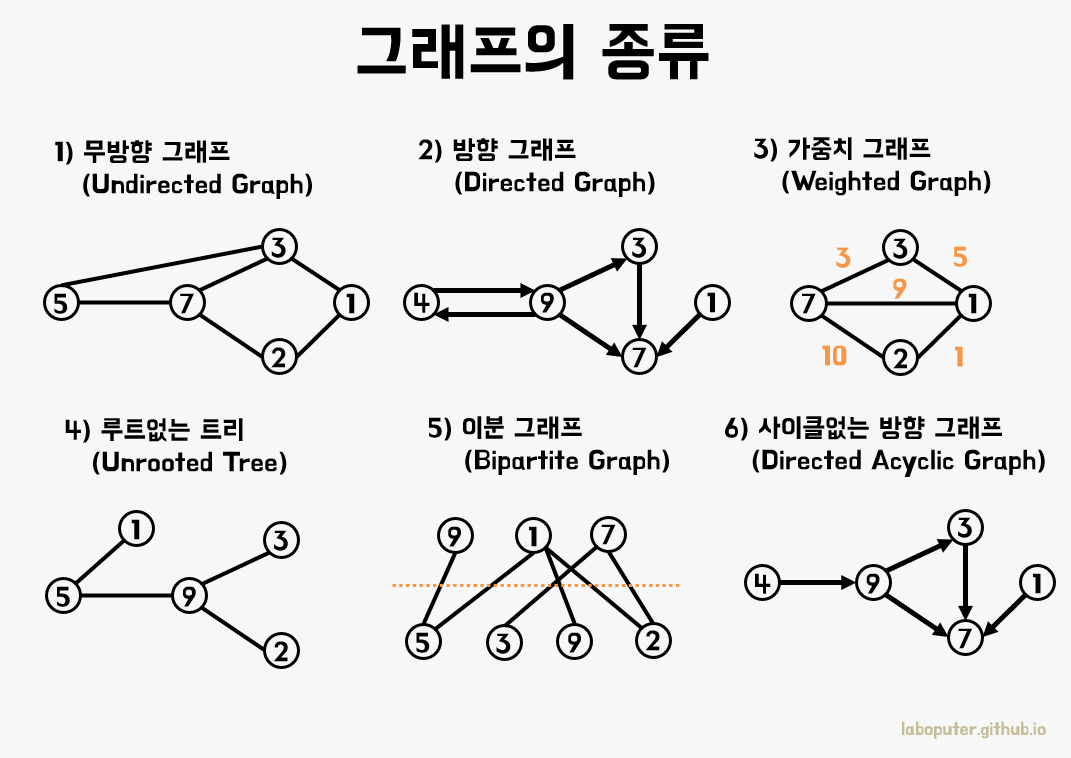 그래프의 종류
1) 무방향 그래프
(Undirected Graph)
2) 방향 그래프
(Directed Graph)
3) 가중치 그래프
(Weighted Graph)
3
5
7
1
2
3
4
9
1
7
3
3
5
9
7
1
10
2
1
4) 루트없는 트리
(Unrooted Tree)
5) 이분 그래프
(Bipartite Graph)
6) 사이클없는 방향 그래프
(Directed Acyclic Graph)
1
3
5
9
2
9
1
7
5
3
9
2
3
4
9
1
7
laboputer.github.io